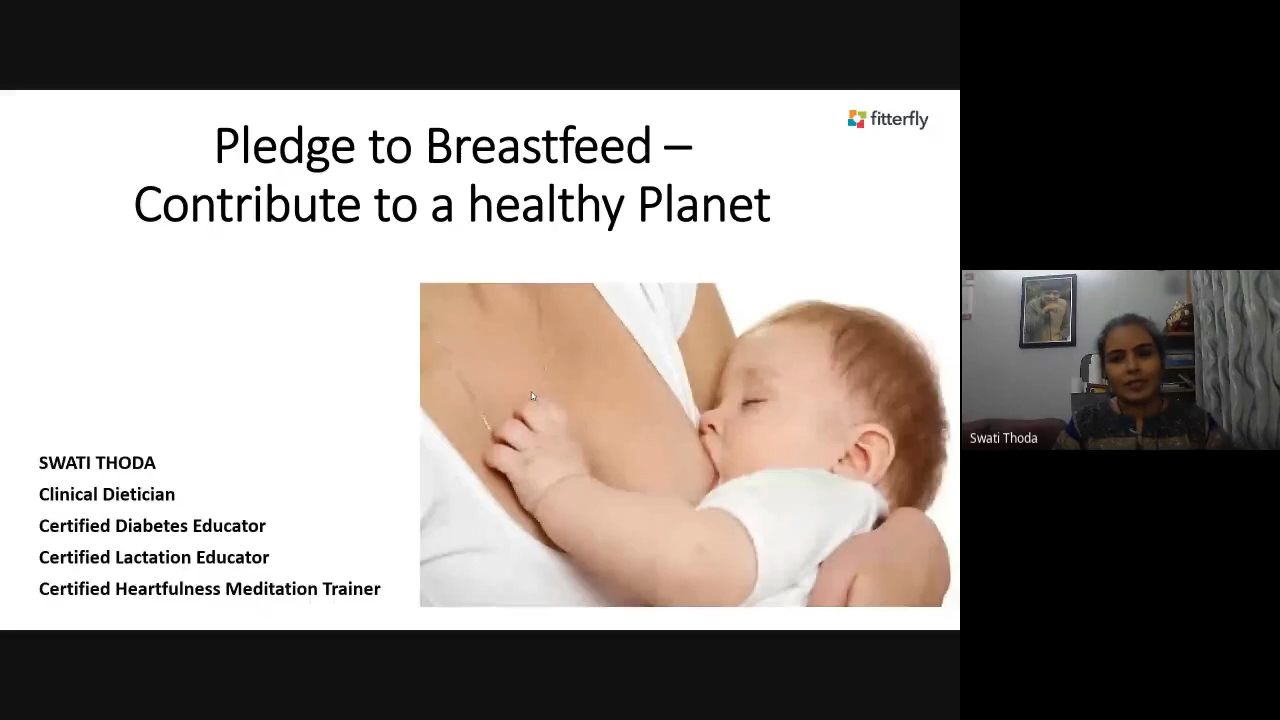 fitterfly
Pledge to Breastfeed –
Contribute to a healthy Planet
SWATI THODA
Clinical Dietician
Certified Diabetes Educator
Certified Lactation Educator
Certified Heartfulness Meditation Trainer
Swati Thoda